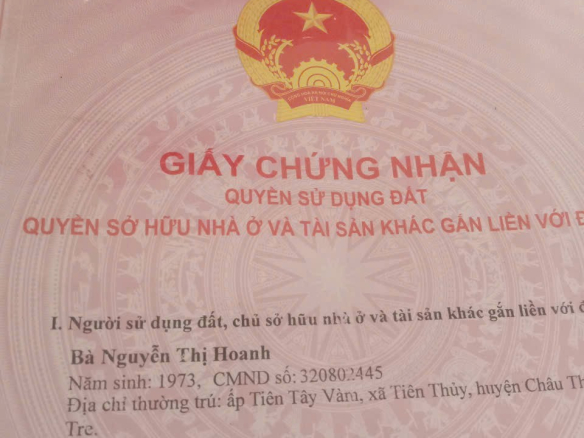 VIỆT NAM
GIẤY CHỨNG NHẬN
QUYỀN SỬ DỤNG ĐẤT
QUYỀN SỞ HỮU NHÀ Ở VÀ TÀI SẢN KHÁC GẮN LIỀN VỚI
I. Người sử dụng đất, chủ sở hữu nhà ở và tài sản khác gắn liền với
Bà Nguyễn Thị Hoanh
Năm sinh: 1973, CMND số: 320802445
Địa chỉ thường trú: ấp Tiên Tây Vàm, xã Tiên Thủy, huyện Châu Th
Tre.